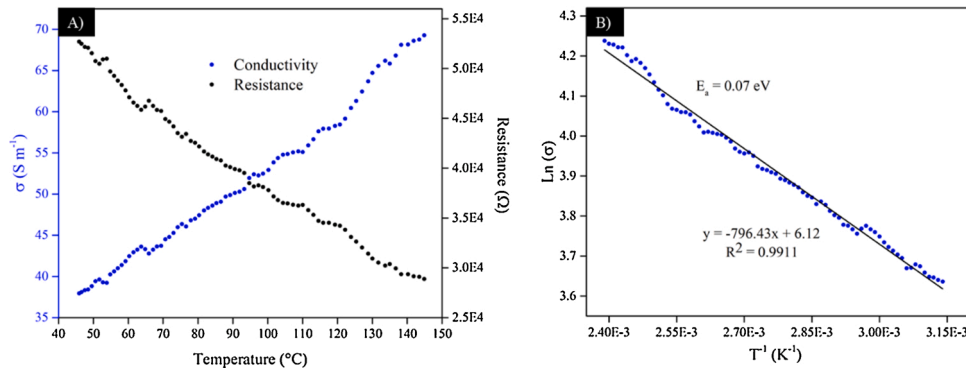 A)
70
65
60
55
50
45
40
35
σ (S m⁻¹)
Conductivity
Resistance
5.5E4
5.0E4
4.5E4
4.0E4
3.5E4
3.0E4
2.5E4
Resistance (Ω)
40 50 60 70 80 90 100 110 120 130 140 150
Temperature (°C)
B)
4.3
4.2
4.1
4.0
3.9
3.8
3.7
3.6
Ln (σ)
Eₐ = 0.07 eV
y = -796.43x + 6.12
R² = 0.9911
2.40E-3 2.55E-3 2.70E-3 2.85E-3 3.00E-3 3.15E-3
T⁻¹ (K⁻¹)